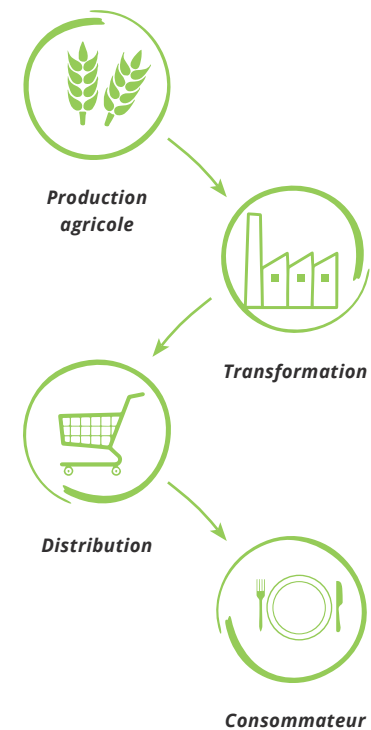 Production
agricole
Transformation
Distribution
Consommateur